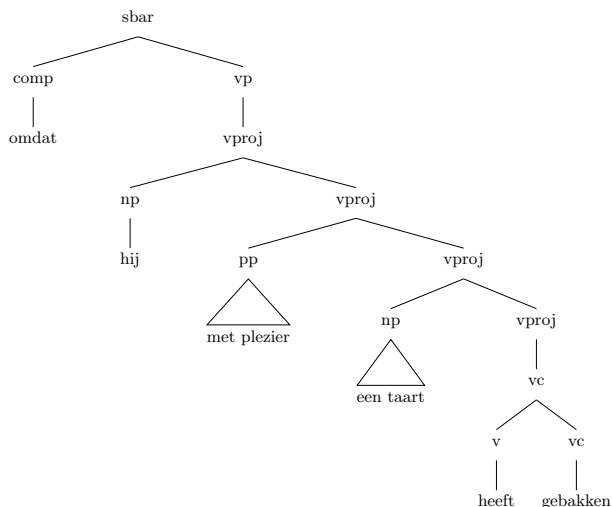 sbar
comp vp
omdat vproj
np vproj
hij pp vproj
met plezier np vproj
een taart vc
v vc
heeft gebakken